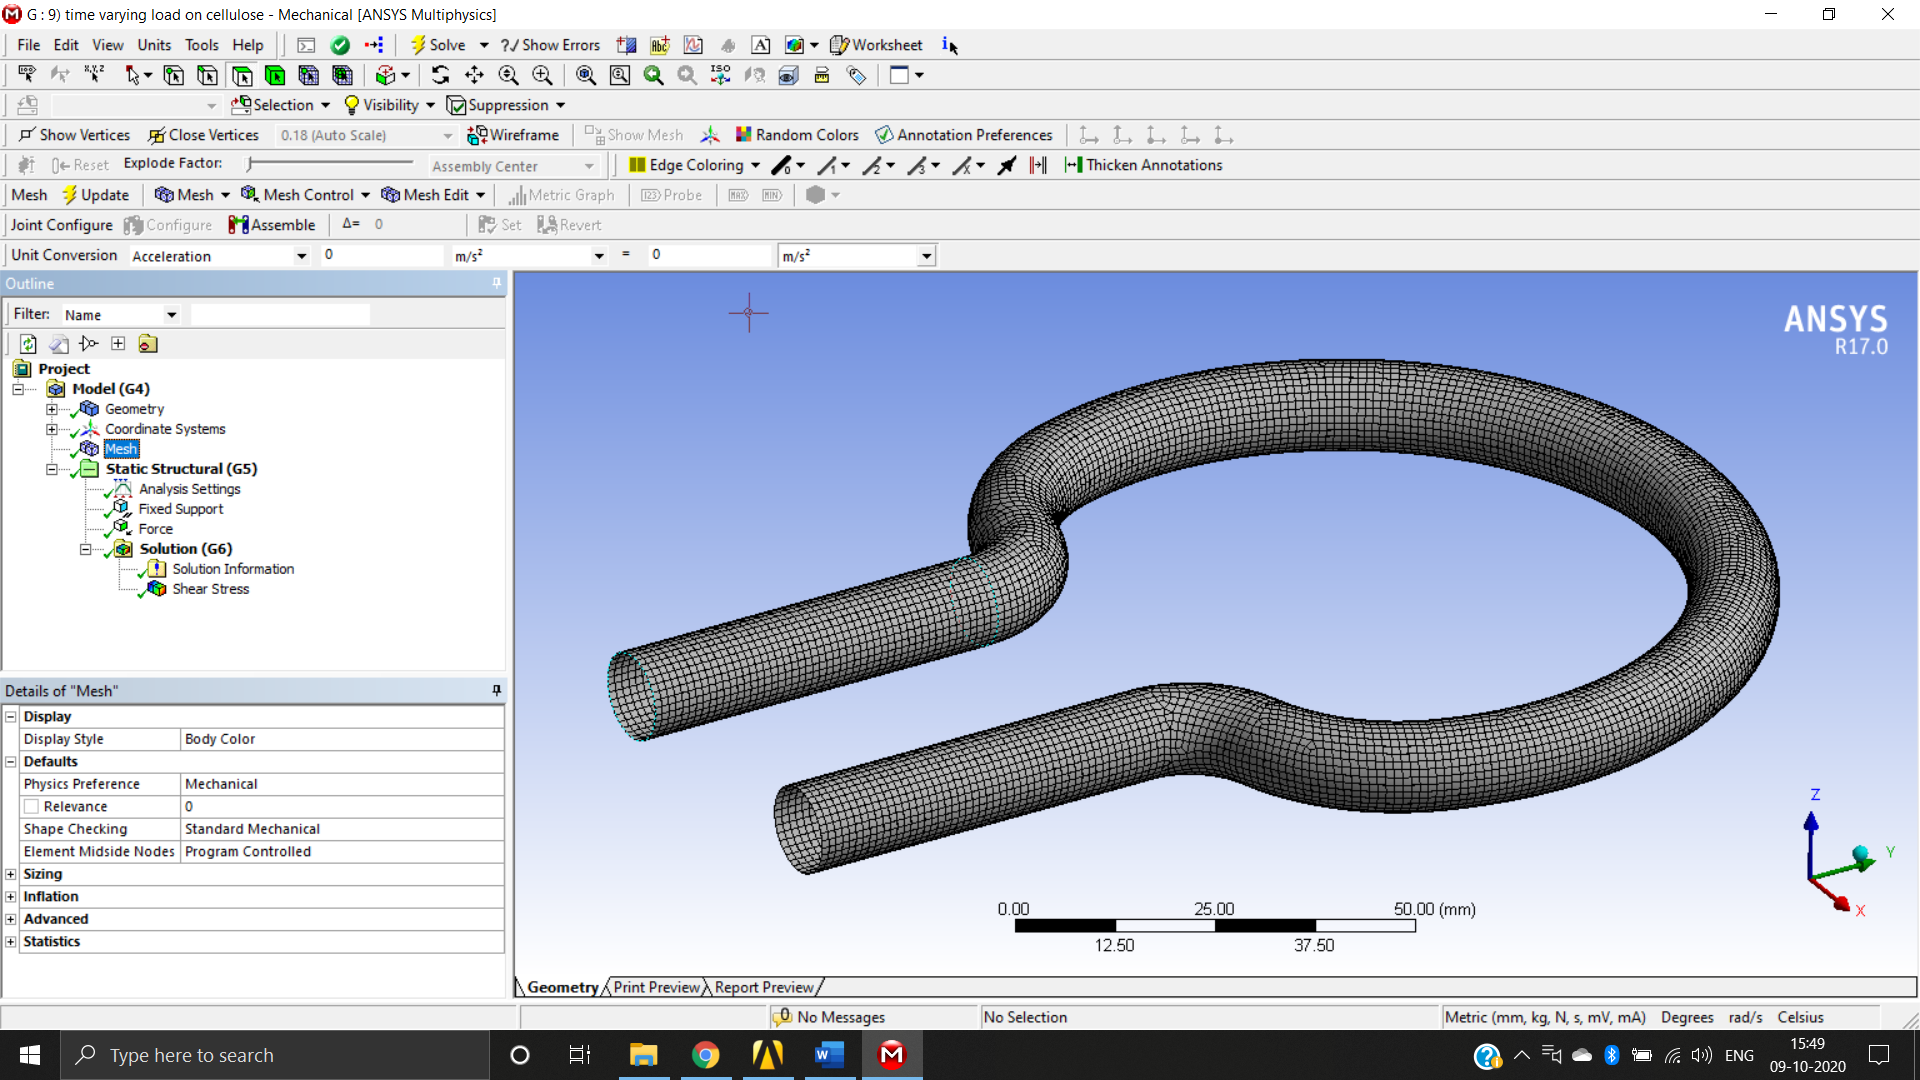 G : 9) time varying load on cellulose - Mechanical [ANSYS Multiphysics]
File Edit View Units Tools Help Solve ?/ Show Errors Worksheet
Selection Visibility Suppression
Show Vertices Close Vertices 0.18 (Auto Scale) Wireframe Show Mesh Random Colors Annotation Preferences
Reset Explode Factor: Assembly Center Edge Coloring Thicken Annotations
Mesh Update Mesh Mesh Control Mesh Edit Metric Graph Probe MAX MIN
Joint Configure Configure Assemble Δ= 0 Set Revert
Unit Conversion Acceleration 0 m/s² = 0 m/s²
Outline
Filter: Name
Project
Model (G4)
Geometry
Coordinate Systems
Mesh
Static Structural (G5)
Analysis Settings
Fixed Support
Force
Solution (G6)
Solution Information
Shear Stress
Details of "Mesh"
Display
Display Style Body Color
Defaults
Physics Preference Mechanical
Relevance 0
Shape Checking Standard Mechanical
Element Midside Nodes Program Controlled
Sizing
Inflation
Advanced
Statistics
ANSYS
R17.0
Z
Y
X
0.00 25.00 50.00 (mm)
12.50 37.50
Geometry Print Preview Report Preview
No Messages No Selection Metric (mm, kg, N, s, mV, mA) Degrees rad/s Celsius
Type here to search
ENG
15:49
09-10-2020